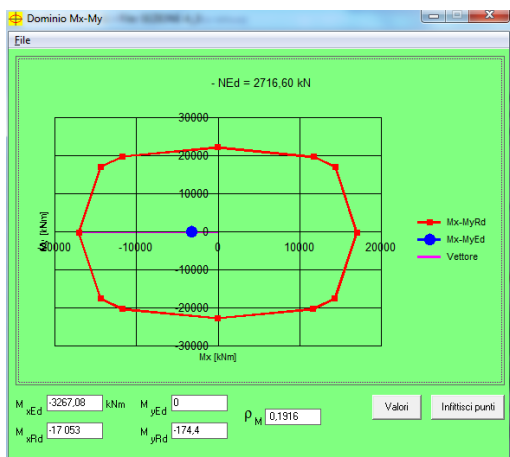 Dominio Mx-My
File
- NEd = 2716,60 kN
30000
20000
10000
0
-10000
-20000
-30000
-20000 -10000 0 10000 20000
My [kNm]
Mx [kNm]
Mx-MyRd
Mx-MyEd
Vettore
M xEd -3267,08 kNm M yEd 0
ρ M 0,1916
M xRd -17 053 M yRd -174,4
Valori Infittisci punti